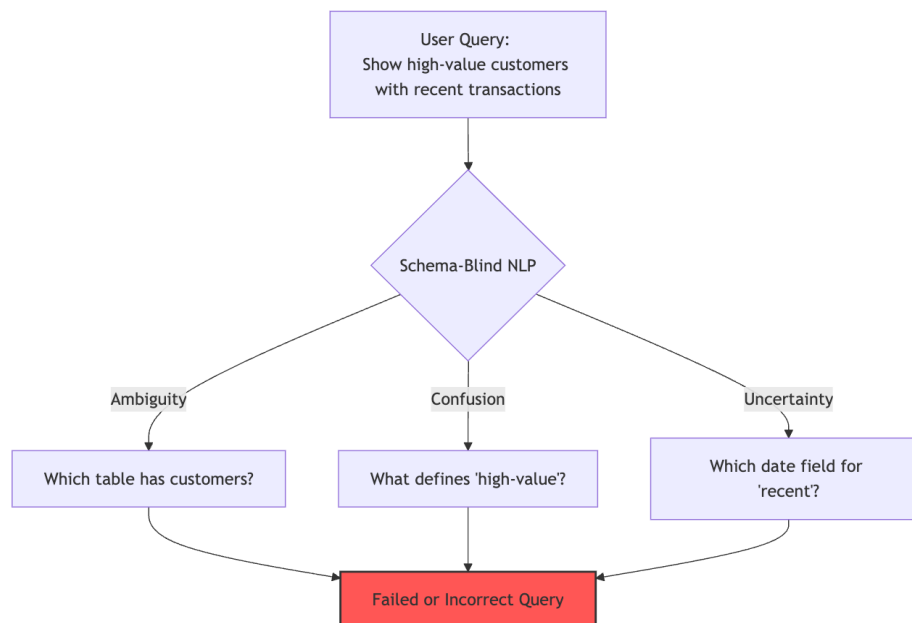 User Query:
Show high-value customers
with recent transactions
Schema-Blind NLP
Ambiguity
Confusion
Uncertainty
Which table has customers?
What defines 'high-value'?
Which date field for
'recent'?
Failed or Incorrect Query